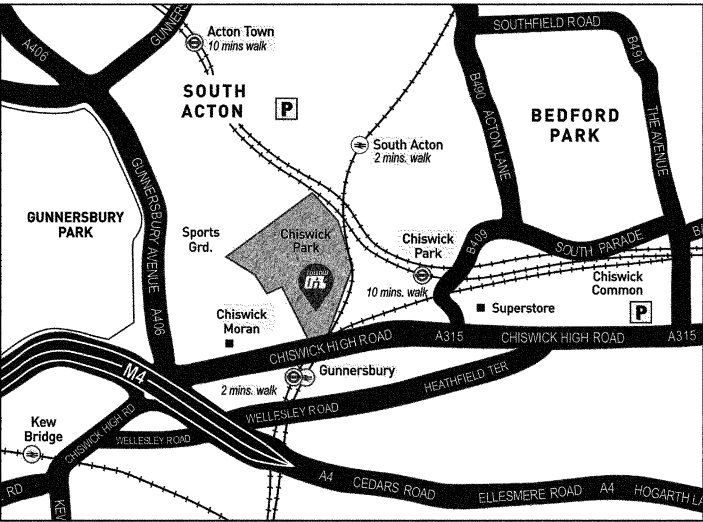 A406
GUNNERS
Acton Town
10 mins walk
SOUTH
ACTON
P
SOUTHFIELD ROAD
B491
B490
ACTON LANE
THE AVENUE
BEDFORD
PARK
South Acton
2 mins. walk
GUNNERSBURY
PARK
GUNNERSBURY AVENUE
A406
Sports
Grd.
Chiswick
Park
Chiswick
Park
10 mins. walk
B409
SOUTH PARADE
Chiswick
Common
Superstore
P
Chiswick
Moran
CHISWICK HIGH ROAD
A315
CHISWICK HIGH ROAD
A315
M4
2 mins. walk
Gunnersbury
HEATHFIELD TER
WELLESLEY ROAD
WELLESLEY ROAD
CHISWICK HIGH RD
Kew
Bridge
RD
KEW
A4
CEDARS ROAD
ELLESMERE ROAD
A4
HOGARTH LA